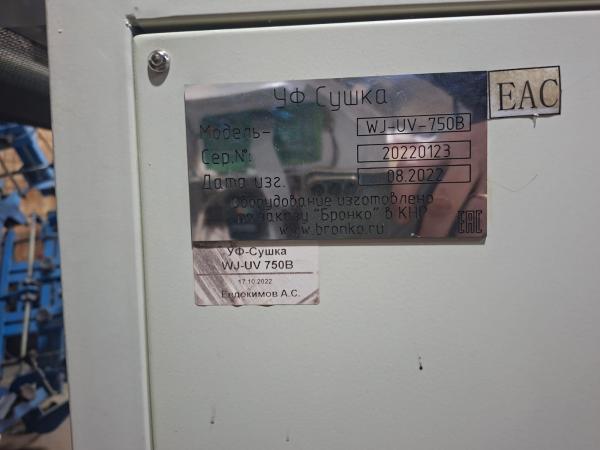 УФ Сушка
EAC
Модель- WJ-UV-750B
Сер.№: 20220123
Дата изг. 08.2022
Оборудование изготовлено
по заказу "Бронко" в КНР
www.bronko.ru
EAC
УФ-Сушка
WJ-UV 750B
17.10.2022
Евдокимов А.С.